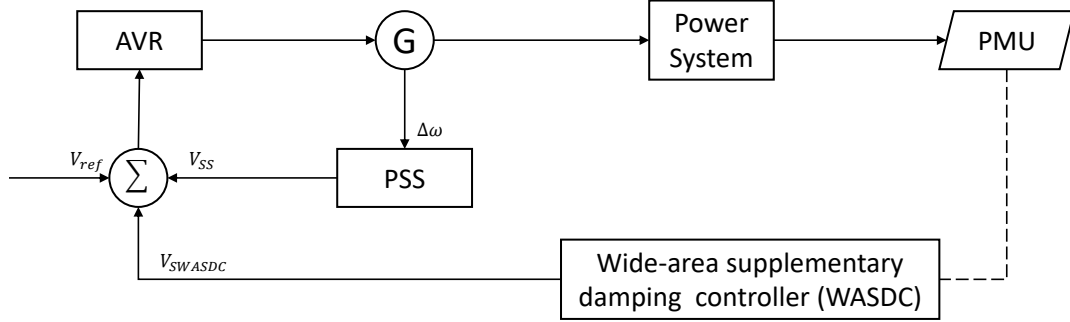 AVR
G
Power
System
PMU
Δω
V_ref
Σ
V_SS
PSS
V_SWASDC
Wide-area supplementary
damping controller (WASDC)